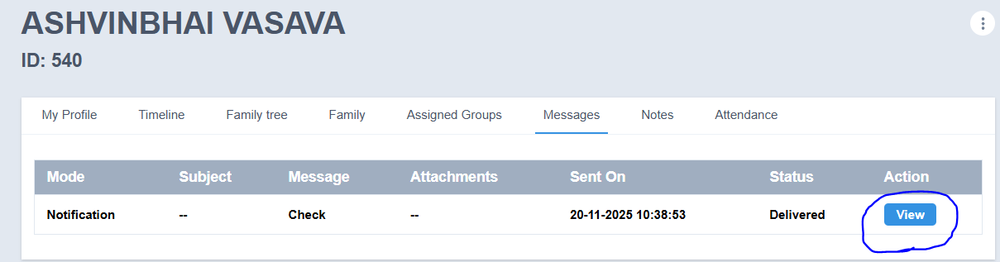 ASHVINBHAI VASAVA
ID: 540
My Profile Timeline Family tree Family Assigned Groups Messages Notes Attendance
Mode Subject Message Attachments Sent On Status Action
Notification -- Check -- 20-11-2025 10:38:53 Delivered View